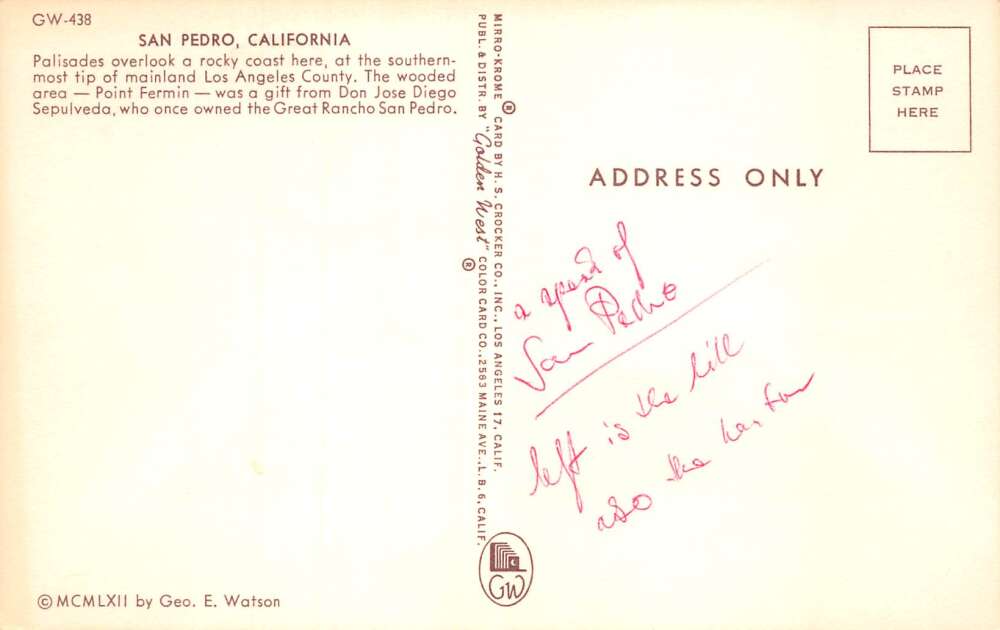 GW-438
SAN PEDRO, CALIFORNIA
Palisades overlook a rocky coast here, at the southern-
most tip of mainland Los Angeles County. The wooded
area — Point Fermin — was a gift from Don Jose Diego
Sepulveda, who once owned the Great Rancho San Pedro.
© MCMLXII by Geo. E. Watson
MIRRO-KROME ® CARD BY H. S. CROCKER CO., INC., LOS ANGELES 17, CALIF.
PUBL. & DISTR. BY "Golden West" ® COLOR CARD CO., 2563 MAINE AVE., L. B. 6, CALIF.
GW
PLACE
STAMP
HERE
ADDRESS ONLY
a of
San Pedro
left is the hill
also the